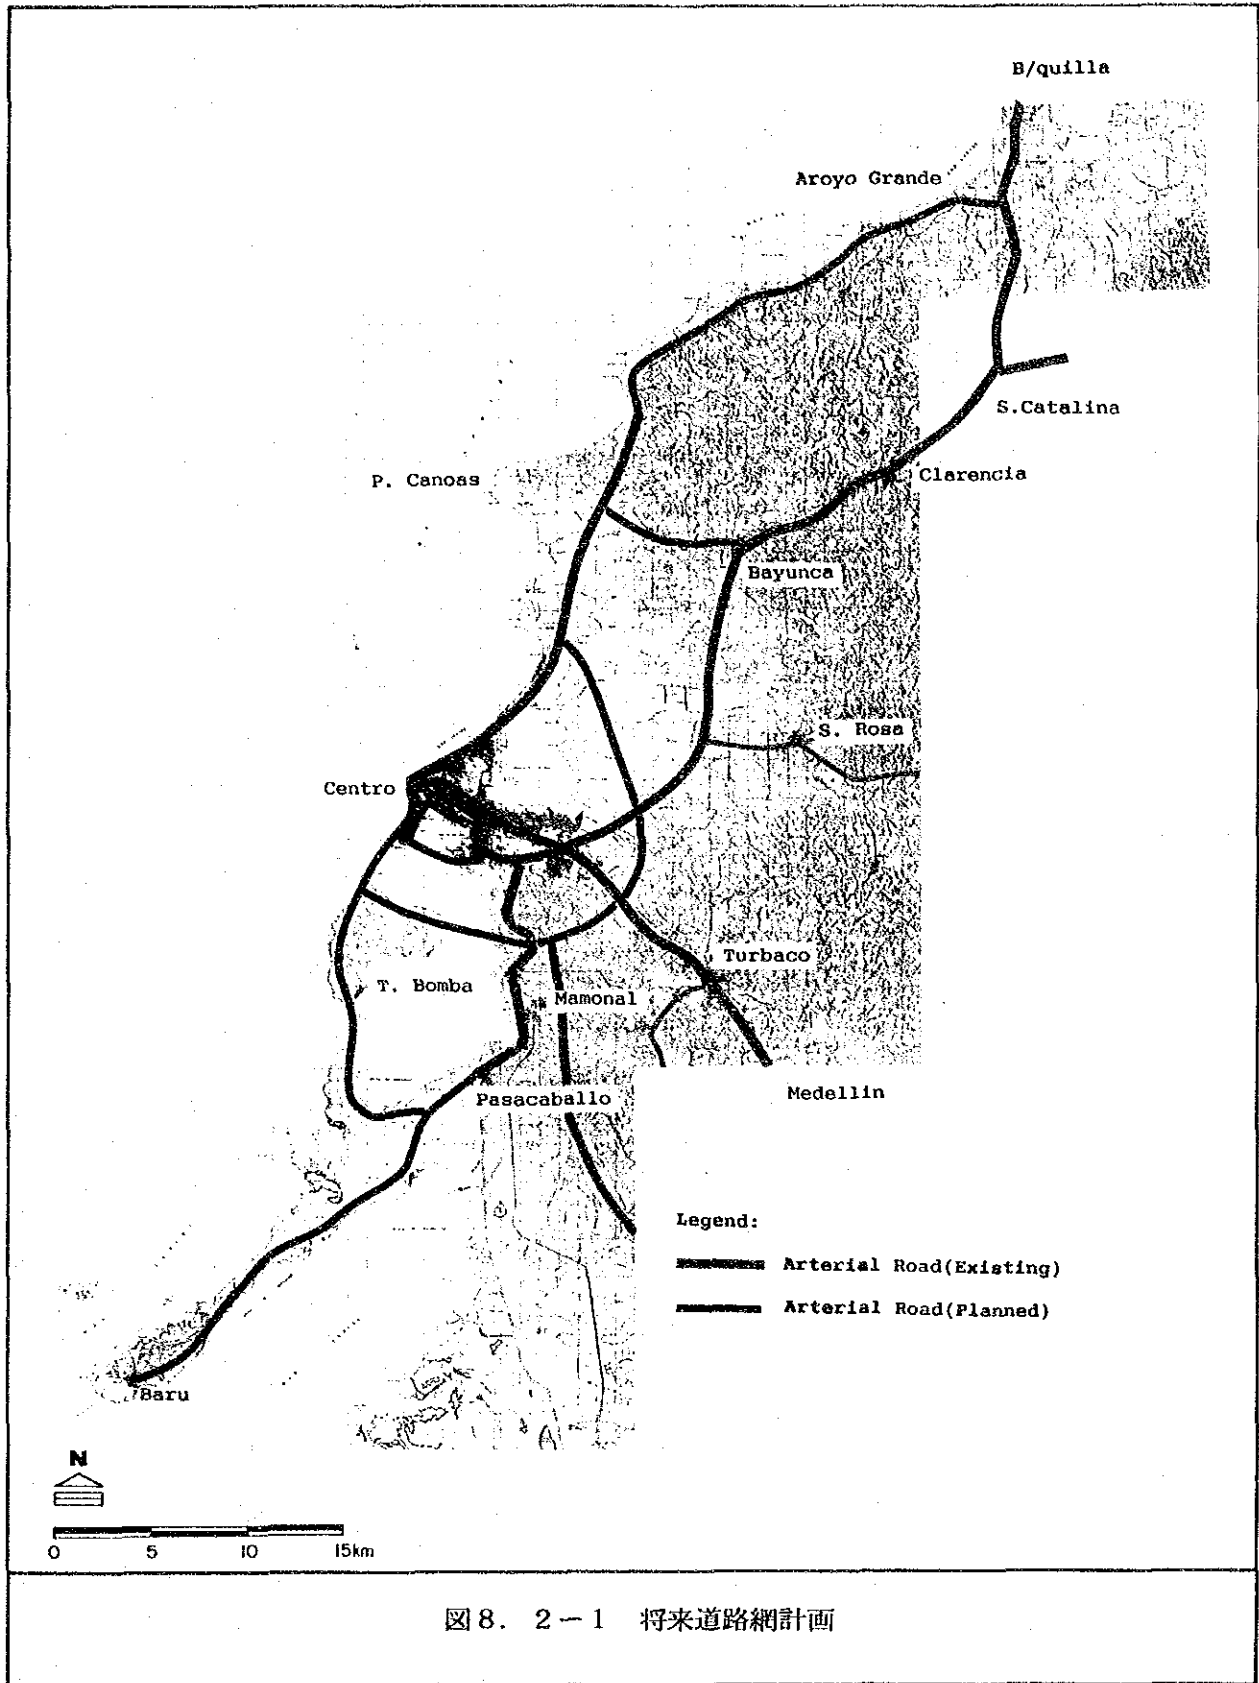 B/quilla
Aroyo Grande
S.Catalina
P. Canoas
Clarencia
Bayunca
S. Rosa
Centro
Turbaco
T. Bomba
Mamonal
Medellin
Pasacaballo
Legend:
Arterial Road(Existing)
Arterial Road(Planned)
Baru
N
0 5 10 15km
図8. 2-1 将来道路網計画